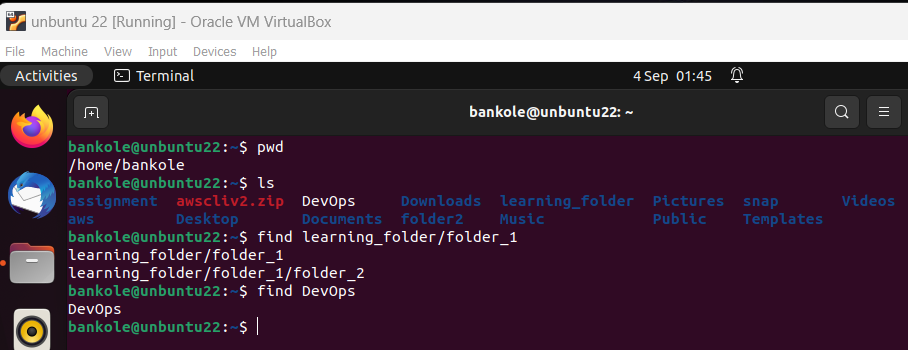 unbuntu 22 [Running] - Oracle VM VirtualBox
File Machine View Input Devices Help
Activities Terminal 4 Sep 01:45
bankole@unbuntu22: ~
bankole@unbuntu22:~$ pwd
/home/bankole
bankole@unbuntu22:~$ ls
assignment awscliv2.zip DevOps Downloads learning_folder Pictures snap Videos
aws Desktop Documents folder2 Music Public Templates
bankole@unbuntu22:~$ find learning_folder/folder_1
learning_folder/folder_1
learning_folder/folder_1/folder_2
bankole@unbuntu22:~$ find DevOps
DevOps
bankole@unbuntu22:~$